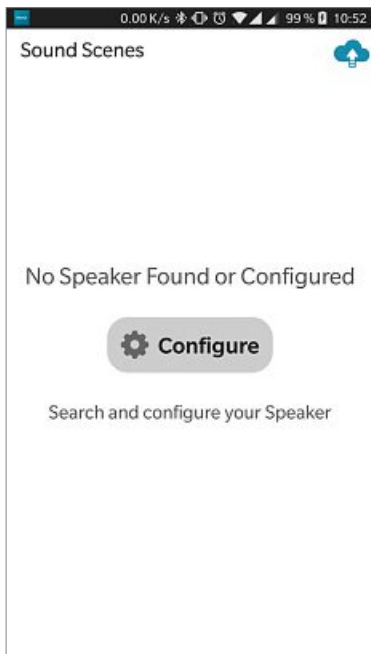 0.00 K/s 99 % 10:52
Sound Scenes
No Speaker Found or Configured
Configure
Search and configure your Speaker